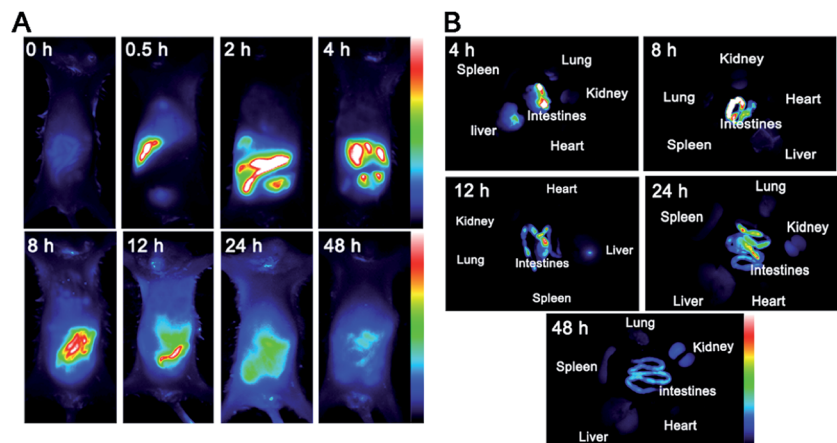 A
0 h
0.5 h
2 h
4 h
8 h
12 h
24 h
48 h
B
4 h
Lung
Spleen
Kidney
Intestines
liver
Heart
8 h
Kidney
Lung
Heart
Intestines
Spleen
Liver
12 h
Heart
Kidney
Lung
Intestines
Liver
Spleen
24 h
Lung
Spleen
Kidney
Intestines
Liver
Heart
48 h
Lung
Kidney
Spleen
intestines
Liver
Heart